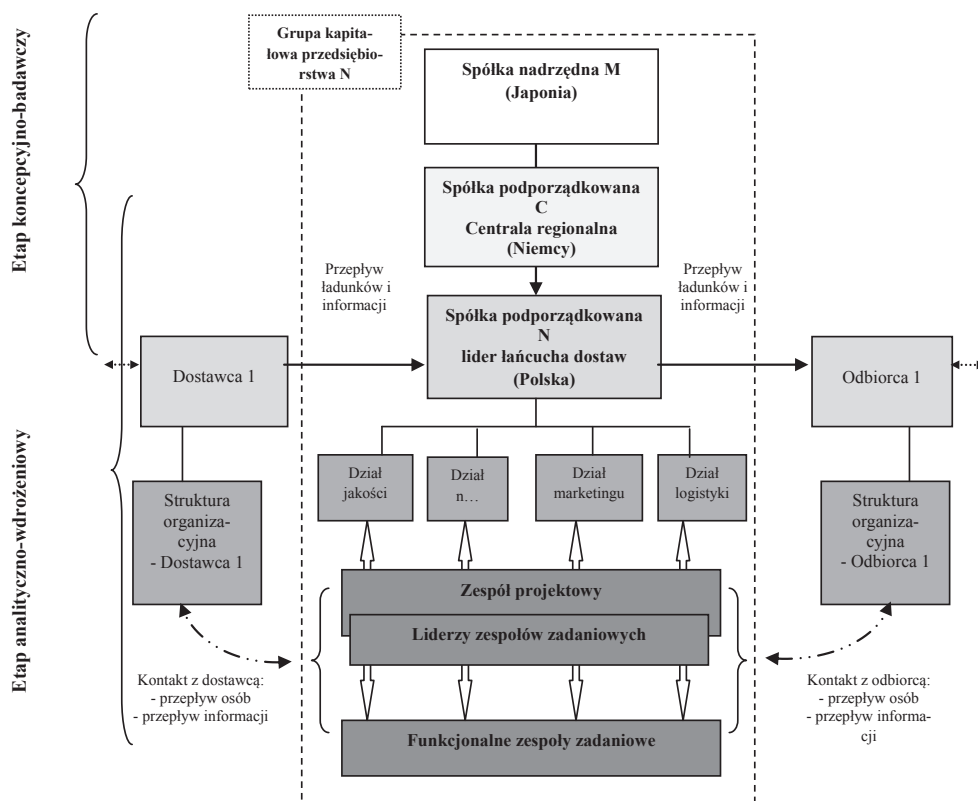 Etap koncepcyjno-badawczy
Etap analityczno-wdrożeniowy
Grupa kapita-
łowa przedsiębio-
rstwa N
Spółka nadrzędna M
(Japonia)
Spółka podporządkowana
C
Centrala regionalna
(Niemcy)
Przepływ
ładunków i
informacji
Przepływ
ładunków i
informacji
Spółka podporządkowana
N
lider łańcucha dostaw
(Polska)
Dostawca 1
Odbiorca 1
Dział
jakości
Dział
n…
Dział
marketingu
Dział
logistyki
Struktura
organiza-
cyjna
- Dostawca 1
Struktura
organiza-
cyjna
- Odbiorca 1
Zespół projektowy
Liderzy zespołów zadaniowych
Funkcjonalne zespoły zadaniowe
Kontakt z dostawcą:
- przepływ osób
- przepływ informacji
Kontakt z odbiorcą:
- przepływ osób
- przepływ informa-
cji